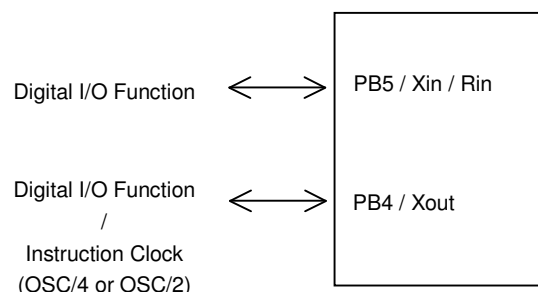 Digital I/O Function
PB5 / Xin / Rin
Digital I/O Function
/
Instruction Clock
(OSC/4 or OSC/2)
PB4 / Xout